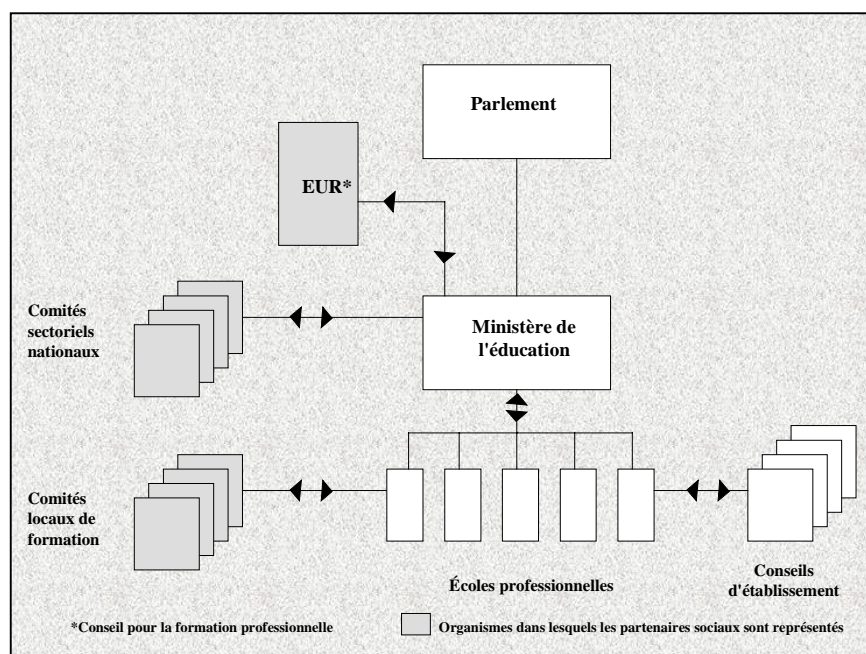 Parlement
EUR*
Comités
sectoriels
nationaux
Ministère de
l'éducation
Comités
locaux de
formation
Écoles professionnelles
Conseils
d'établissement
*Conseil pour la formation professionnelle
Organismes dans lesquels les partenaires sociaux sont représentés